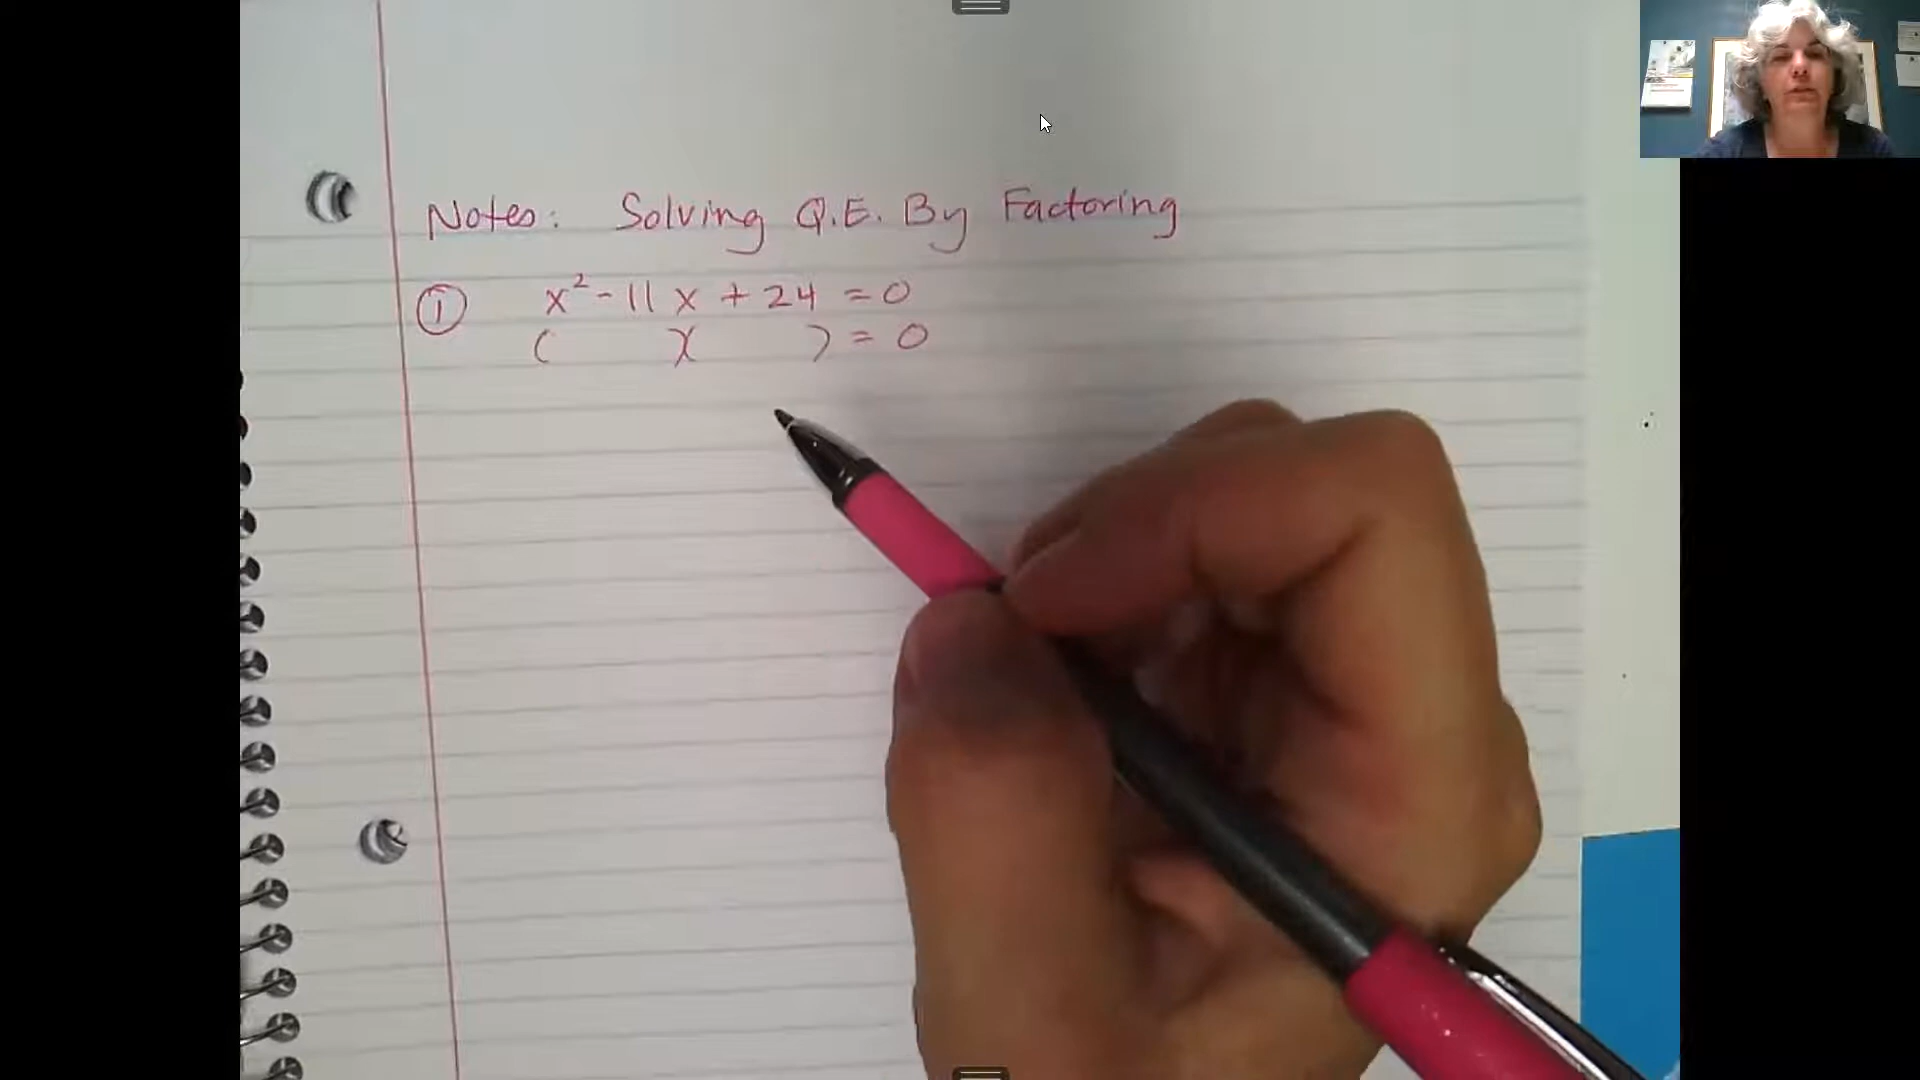 Notes: Solving Q.E. By Factoring
① x² - 11x + 24 = 0
( )( ) = 0